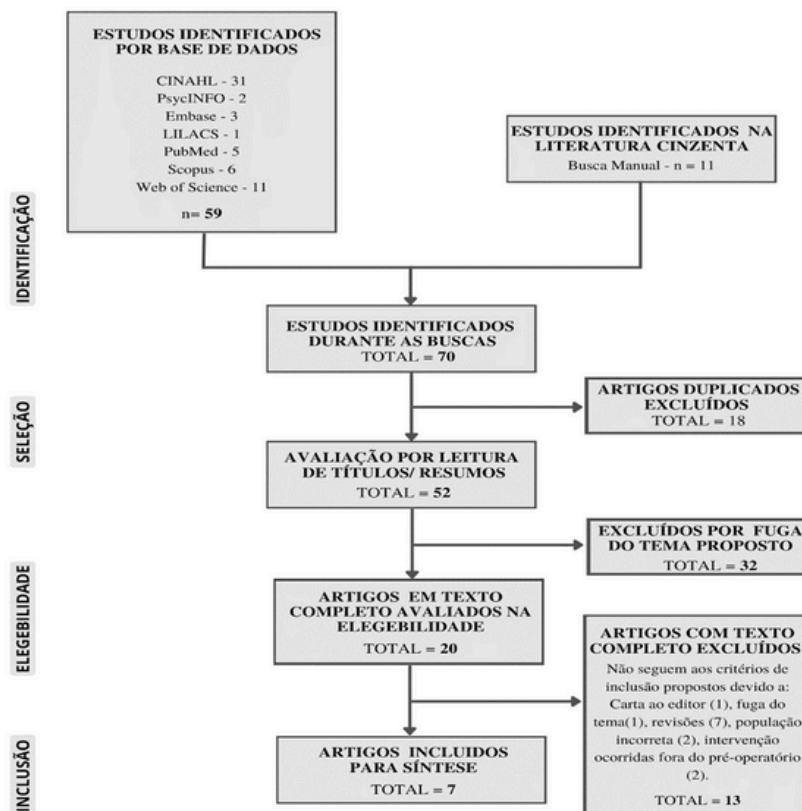 ESTUDOS IDENTIFICADOS
POR BASE DE DADOS
CINAHL - 31
PsycINFO - 2
Embase - 3
LILACS - 1
PubMed - 5
Scopus - 6
Web of Science - 11
n= 59
ESTUDOS IDENTIFICADOS NA
LITERATURA CINZENTA
Busca Manual - n = 11
IDENTIFICAÇÃO
ESTUDOS IDENTIFICADOS
DURANTE AS BUSCAS
TOTAL = 70
SELEÇÃO
ARTIGOS DUPLICADOS
EXCLUÍDOS
TOTAL = 18
AVALIAÇÃO POR LEITURA
DE TÍTULOS/ RESUMOS
TOTAL = 52
EXCLUÍDOS POR FUGA
DO TEMA PROPOSTO
TOTAL = 32
ELEGEBILIDADE
ARTIGOS EM TEXTO
COMPLETO AVALIADOS NA
ELEGEBILIDADE
TOTAL = 20
ARTIGOS COM TEXTO
COMPLETO EXCLUÍDOS
Não seguem aos critérios de
inclusão propostos devido a:
Carta ao editor (1), fuga do
tema(1), revisões (7), população
incorreta (2), intervenção
ocorridas fora do pré-operatório
(2).
TOTAL = 13
INCLUSÃO
ARTIGOS INCLUIDOS
PARA SÍNTESE
TOTAL = 7